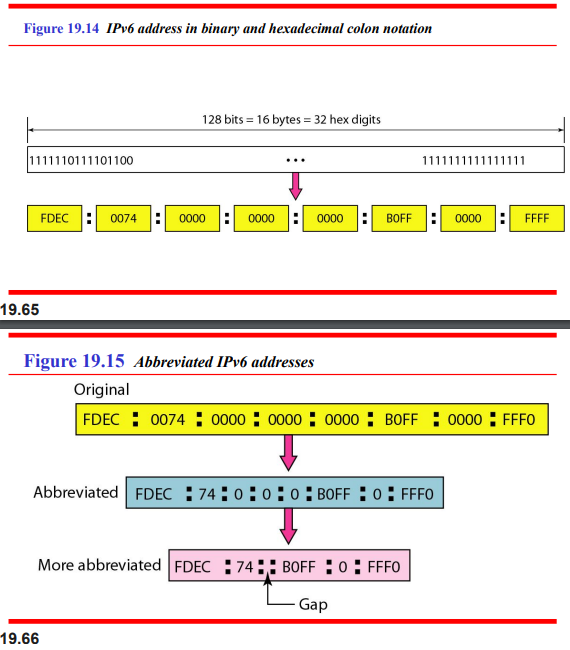 Figure 19.14 IPv6 address in binary and hexadecimal colon notation
128 bits = 16 bytes = 32 hex digits
1111110111101100 ... 1111111111111111
FDEC : 0074 : 0000 : 0000 : 0000 : B0FF : 0000 : FFFF
19.65
Figure 19.15 Abbreviated IPv6 addresses
Original
FDEC : 0074 : 0000 : 0000 : 0000 : B0FF : 0000 : FFF0
Abbreviated FDEC : 74 : 0 : 0 : 0 : B0FF : 0 : FFF0
More abbreviated FDEC : 74 : : B0FF : 0 : FFF0
Gap
19.66